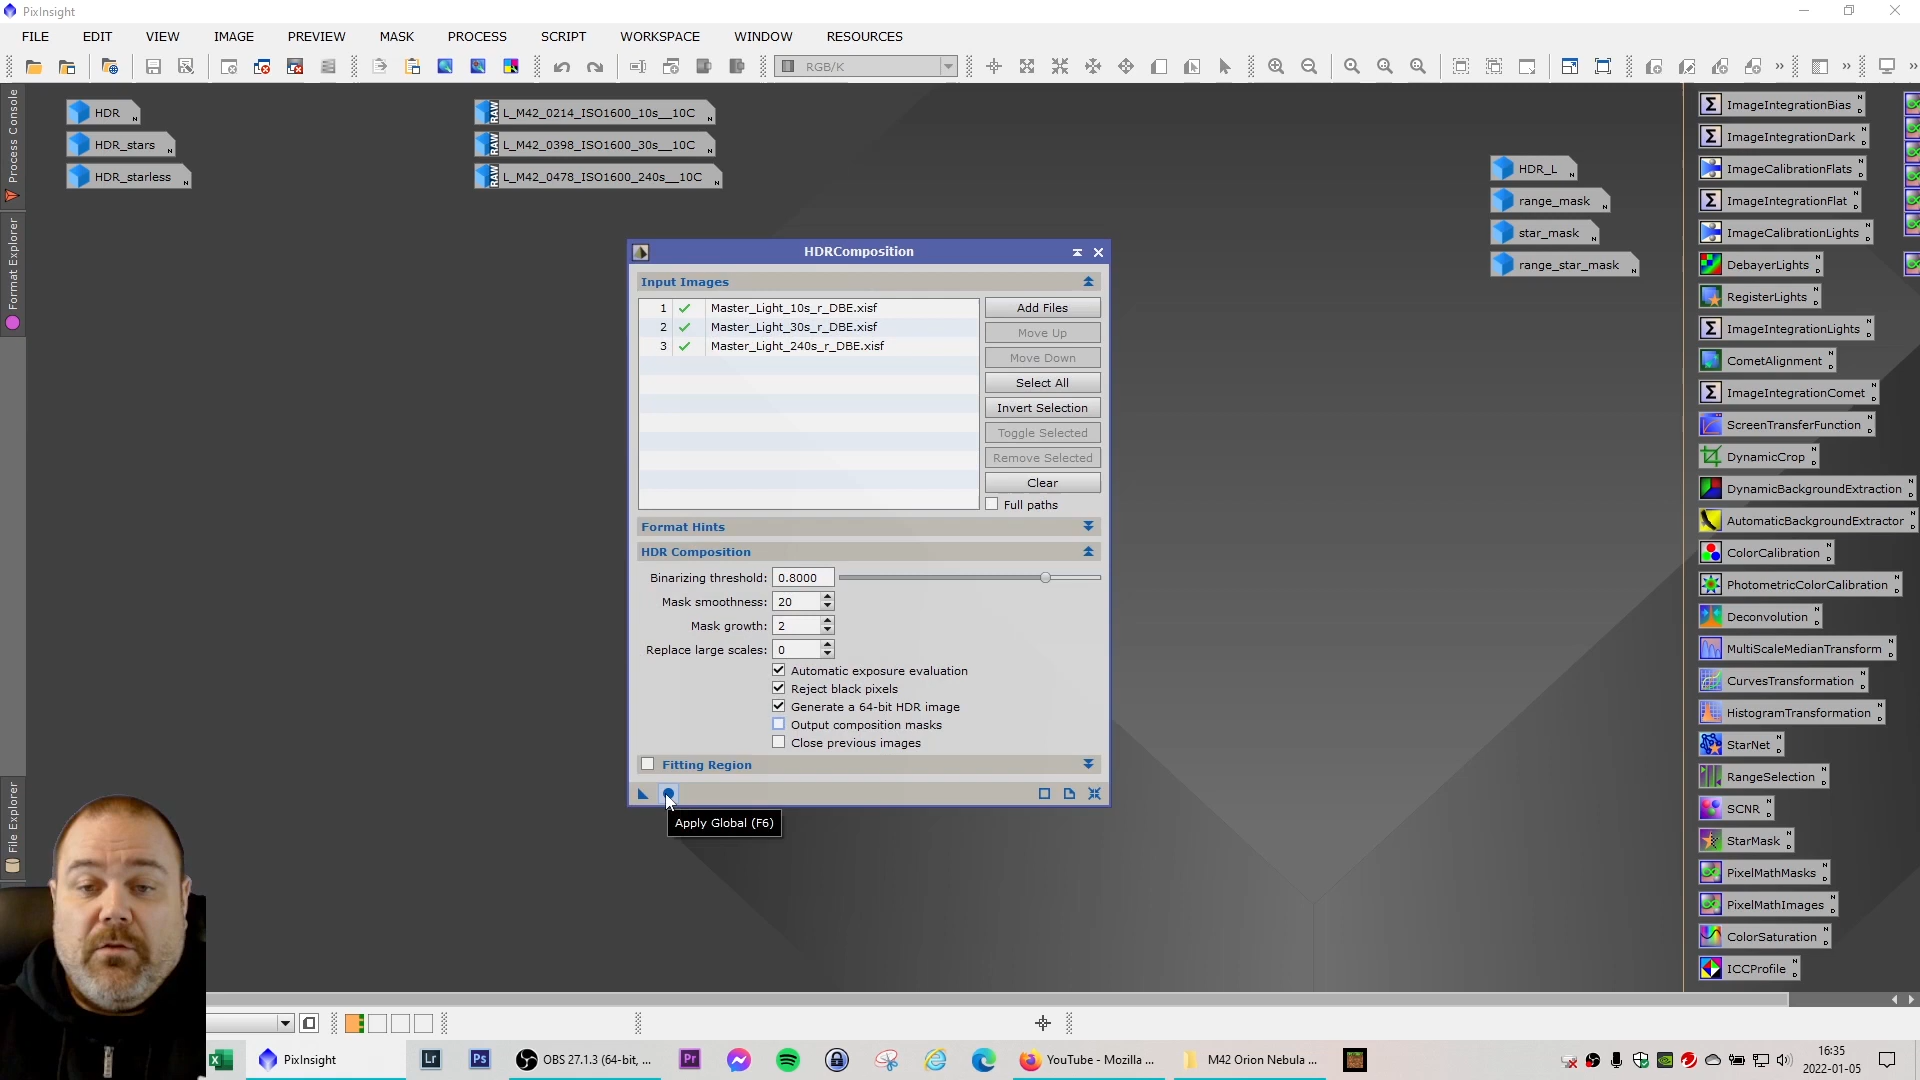 PixInsight
FILE EDIT VIEW IMAGE PREVIEW MASK PROCESS SCRIPT WORKSPACE WINDOW RESOURCES
RGB/K
Process Console
Format Explorer
File Explorer
HDR
HDR_stars
HDR_starless
RAW L_M42_0214_ISO1600_10s__10C
RAW L_M42_0398_ISO1600_30s__10C
RAW L_M42_0478_ISO1600_240s__10C
HDR_L
range_mask
star_mask
range_star_mask
HDRComposition
Input Images
1 Master_Light_10s_r_DBE.xisf
2 Master_Light_30s_r_DBE.xisf
3 Master_Light_240s_r_DBE.xisf
Add Files
Move Up
Move Down
Select All
Invert Selection
Toggle Selected
Remove Selected
Clear
Full paths
Format Hints
HDR Composition
Binarizing threshold: 0.8000
Mask smoothness: 20
Mask growth: 2
Replace large scales: 0
Automatic exposure evaluation
Reject black pixels
Generate a 64-bit HDR image
Output composition masks
Close previous images
Fitting Region
Apply Global (F6)
ImageIntegrationBias
ImageIntegrationDark
ImageCalibrationFlats
ImageIntegrationFlat
ImageCalibrationLights
DebayerLights
RegisterLights
ImageIntegrationLights
CometAlignment
ImageIntegrationComet
ScreenTransferFunction
DynamicCrop
DynamicBackgroundExtraction
AutomaticBackgroundExtractor
ColorCalibration
PhotometricColorCalibration
Deconvolution
MultiScaleMedianTransform
CurvesTransformation
HistogramTransformation
StarNet
RangeSelection
SCNR
StarMask
PixelMathMasks
PixelMathImages
ColorSaturation
ICCProfile
PixInsight
Lr
Ps
OBS 27.1.3 (64-bit, ...
Pr
YouTube - Mozilla ...
M42 Orion Nebula ...
16:35
2022-01-05